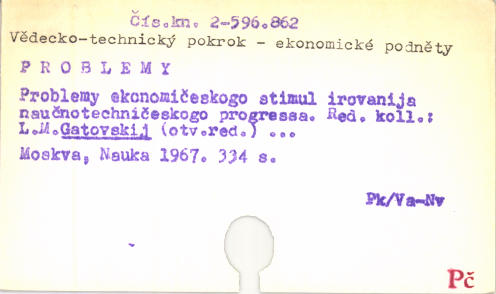 Čís.kn. 2-596.862
Vědecko-technický pokrok - ekonomické podněty
P R O B L E M Y
Problemy ekonomičeskogo stimul irovanija
naučnotechničeskogo progressa. Red. koll.:
L.M.Gatovskij (otv.red.) ...
Moskva, Nauka 1967. 334 s.
Pk/Va-Nv
Pč